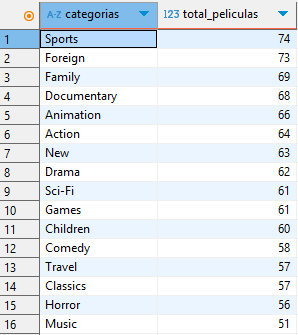 A-Z categorias 123 total_peliculas
1 Sports 74
2 Foreign 73
3 Family 69
4 Documentary 68
5 Animation 66
6 Action 64
7 New 63
8 Drama 62
9 Sci-Fi 61
10 Games 61
11 Children 60
12 Comedy 58
13 Travel 57
14 Classics 57
15 Horror 56
16 Music 51